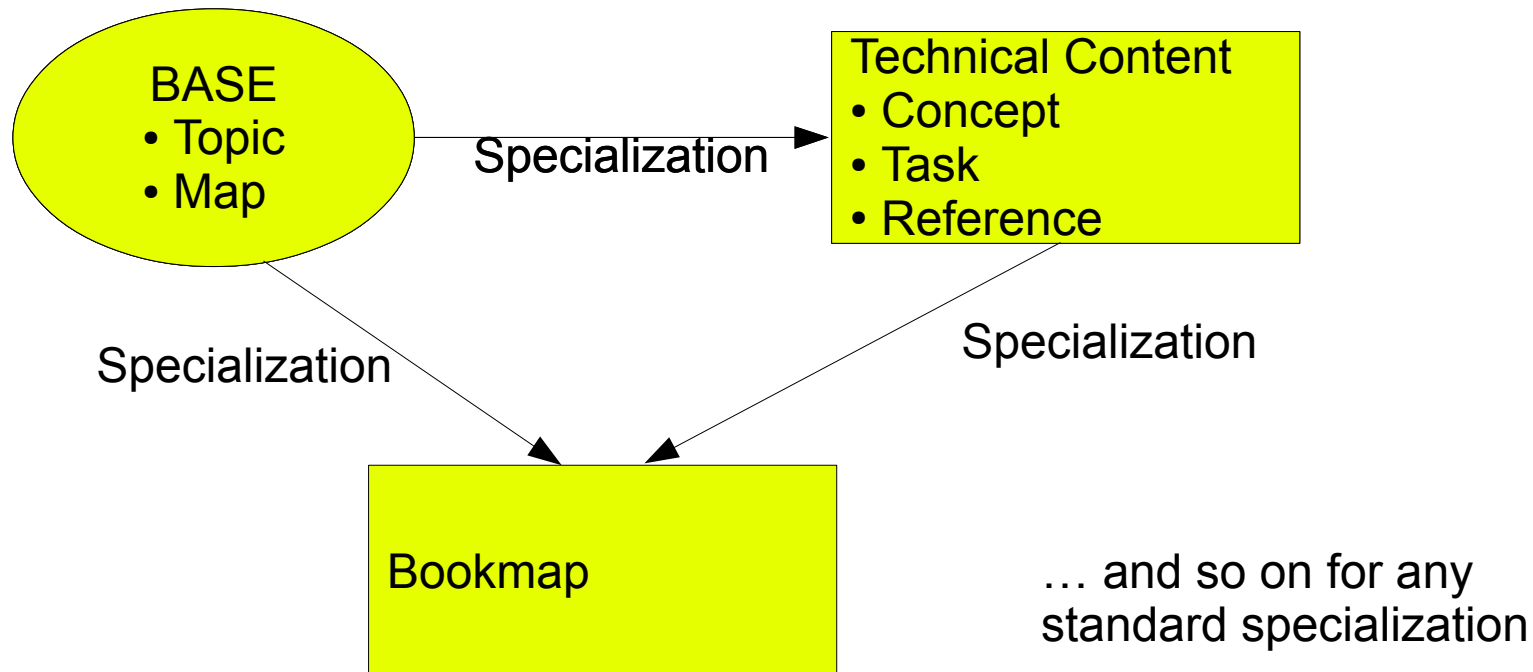 BASE
• Topic
• Map
Specialization
Technical Content
• Concept
• Task
• Reference
Specialization
Specialization
Bookmap
… and so on for any
standard specialization